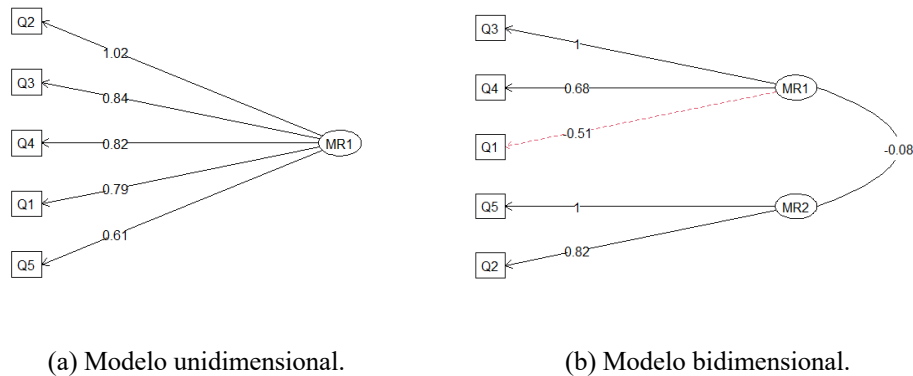 Q2
1.02
Q3
0.84
Q4
0.82
MR1
Q1
0.79
Q5
0.61
(a) Modelo unidimensional.
Q3
1
Q4
0.68
MR1
Q1
-0.51
-0.08
Q5
1
MR2
Q2
0.82
(b) Modelo bidimensional.